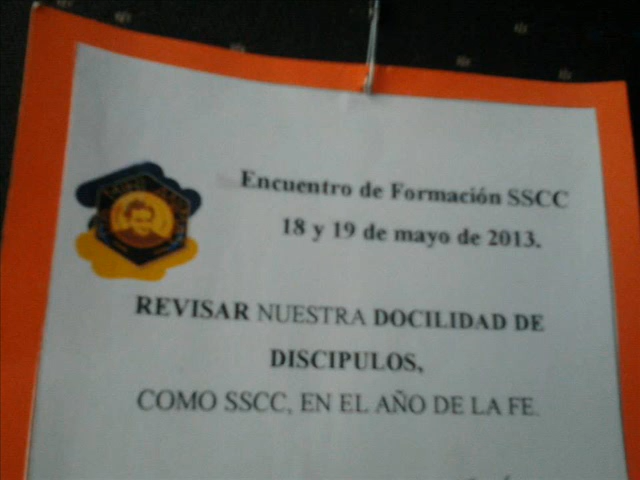 Encuentro de Formación SSCC
18 y 19 de mayo de 2013.
REVISAR NUESTRA DOCILIDAD DE
DISCIPULOS,
COMO SSCC, EN EL AÑO DE LA FE.